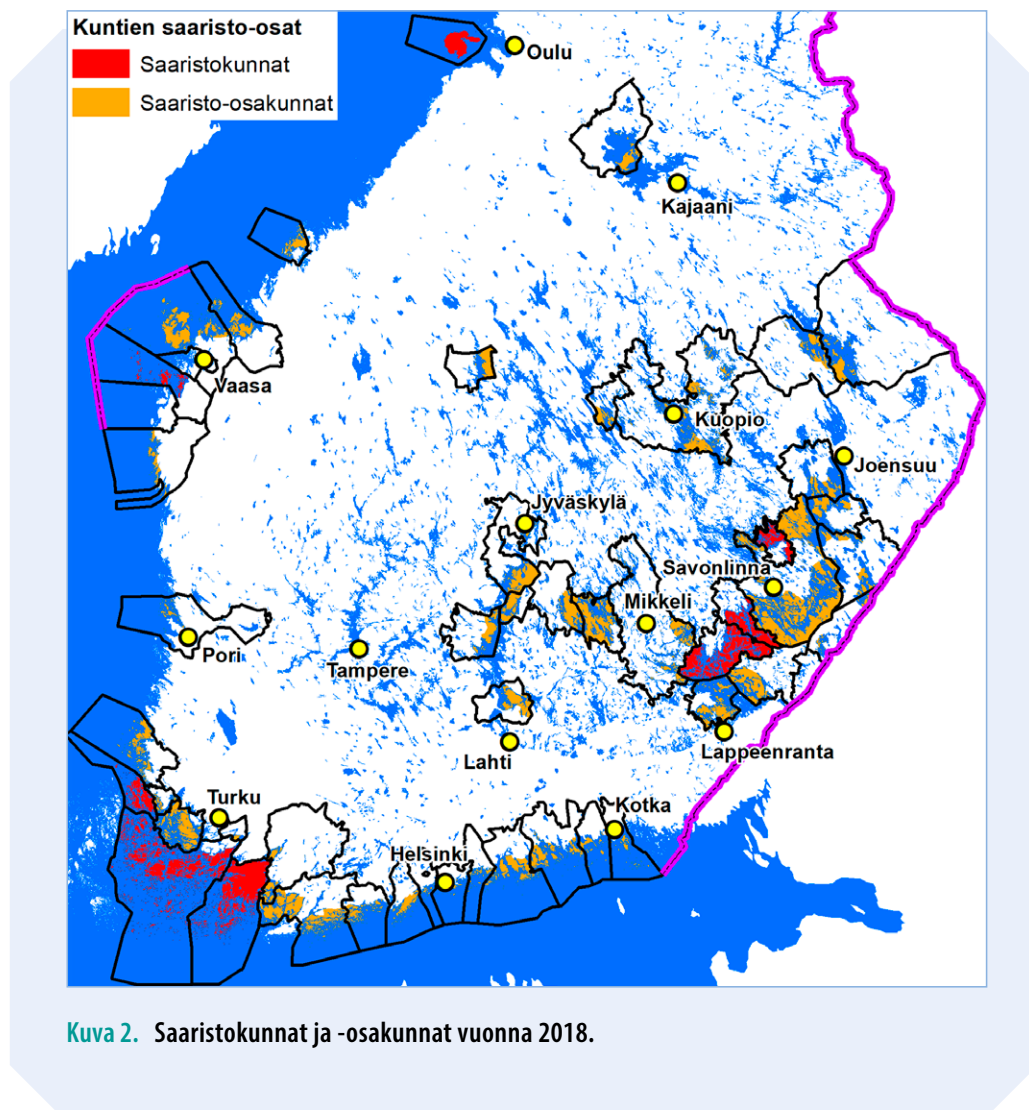 Kuntien saaristo-osat
Saaristokunnat
Saaristo-osakunnat
Oulu
Kajaani
Vaasa
Kuopio
Joensuu
Jyväskylä
Savonlinna
Mikkeli
Pori
Tampere
Lappeenranta
Lahti
Turku
Kotka
Helsinki
Kuva 2. Saaristokunnat ja -osakunnat vuonna 2018.